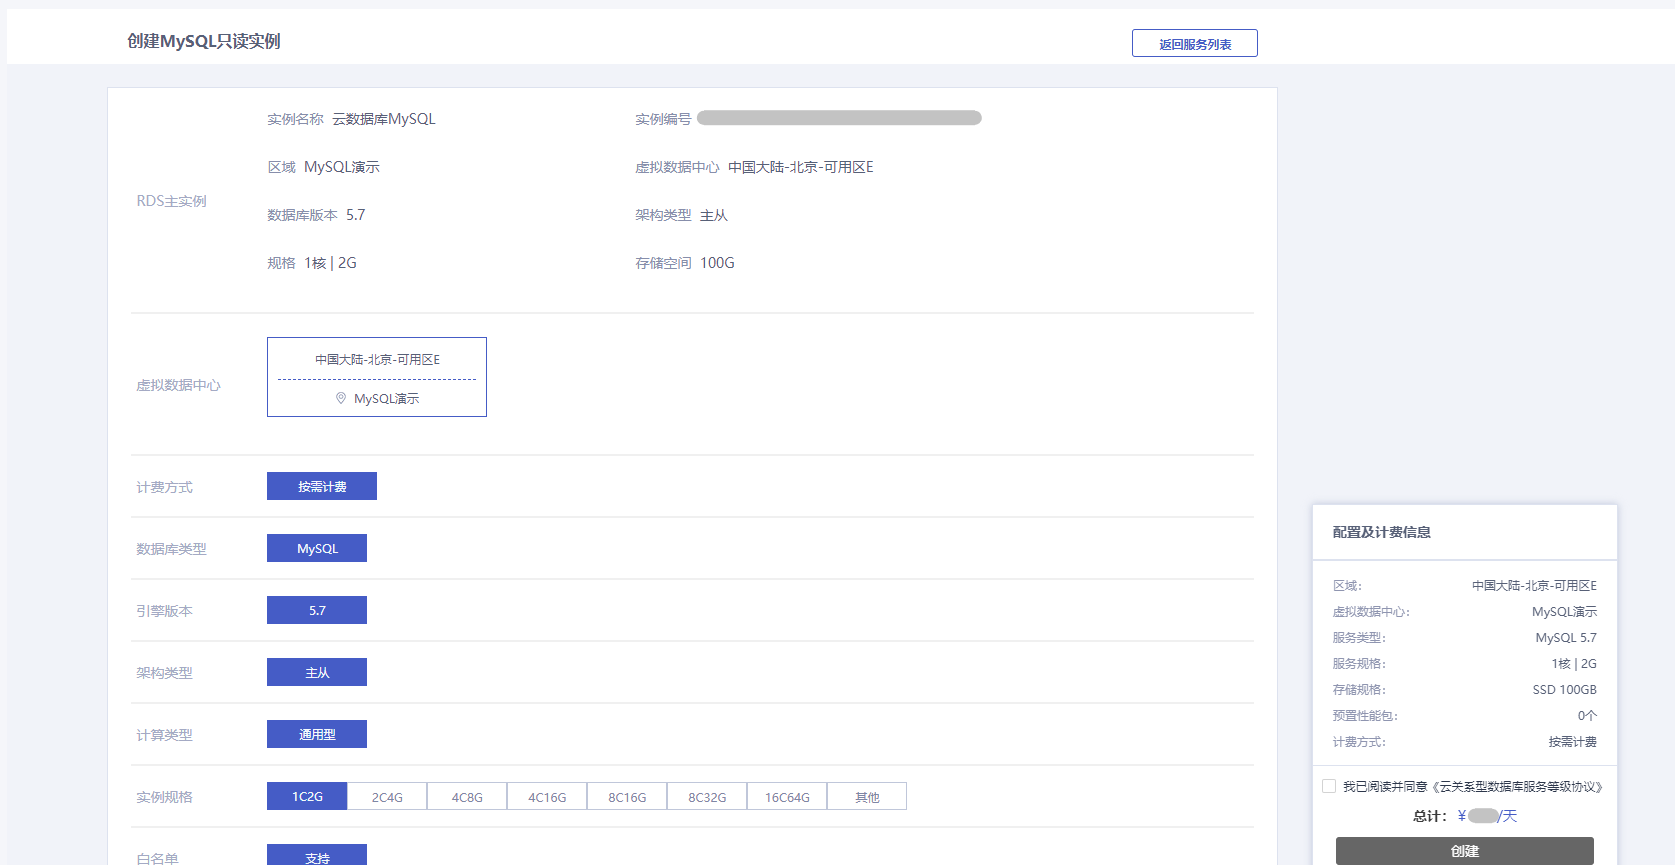 创建MySQL只读实例
返回服务列表
RDS主实例
实例名称 云数据库MySQL
实例编号
区域 MySQL演示
虚拟数据中心 中国大陆-北京-可用区E
数据库版本 5.7
架构类型 主从
规格 1核 | 2G
存储空间 100G
虚拟数据中心
中国大陆-北京-可用区E
MySQL演示
计费方式 按需计费
数据库类型 MySQL
引擎版本 5.7
架构类型 主从
计算类型 通用型
实例规格 1C2G 2C4G 4C8G 4C16G 8C16G 8C32G 16C64G 其他
白名单 支持
配置及计费信息
区域: 中国大陆-北京-可用区E
虚拟数据中心: MySQL演示
服务类型: MySQL 5.7
服务规格: 1核 | 2G
存储规格: SSD 100GB
预置性能包: 0个
计费方式: 按需计费
我已阅读并同意《云关系型数据库服务等级协议》
总计: ¥ /天
创建